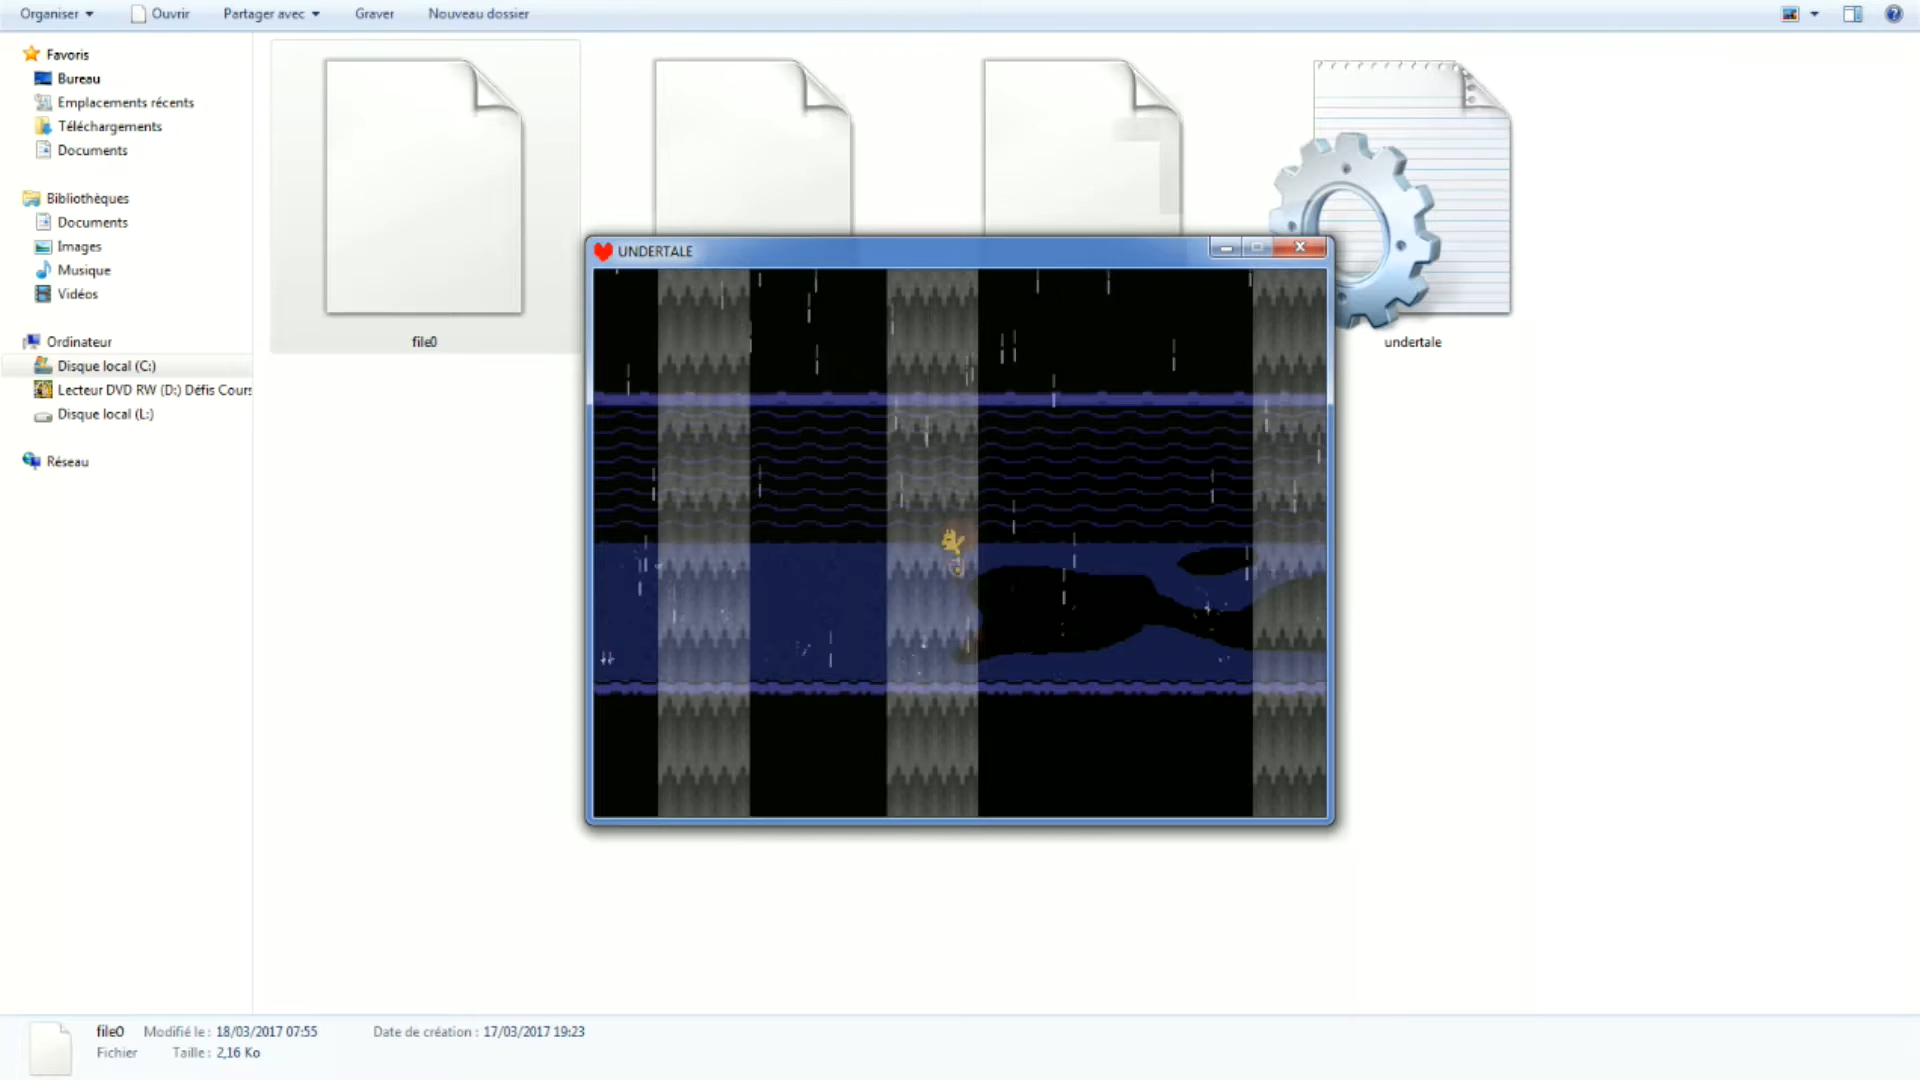 Organiser Ouvrir Partager avec Graver Nouveau dossier
Favoris
Bureau
Emplacements récents
Téléchargements
Documents
Bibliothèques
Documents
Images
Musique
Vidéos
Ordinateur
Disque local (C:)
Lecteur DVD RW (D:) Défis Cours
Disque local (L:)
Réseau
file0
undertale
UNDERTALE
file0 Modifié le : 18/03/2017 07:55 Date de création : 17/03/2017 19:23
Fichier Taille : 2,16 Ko